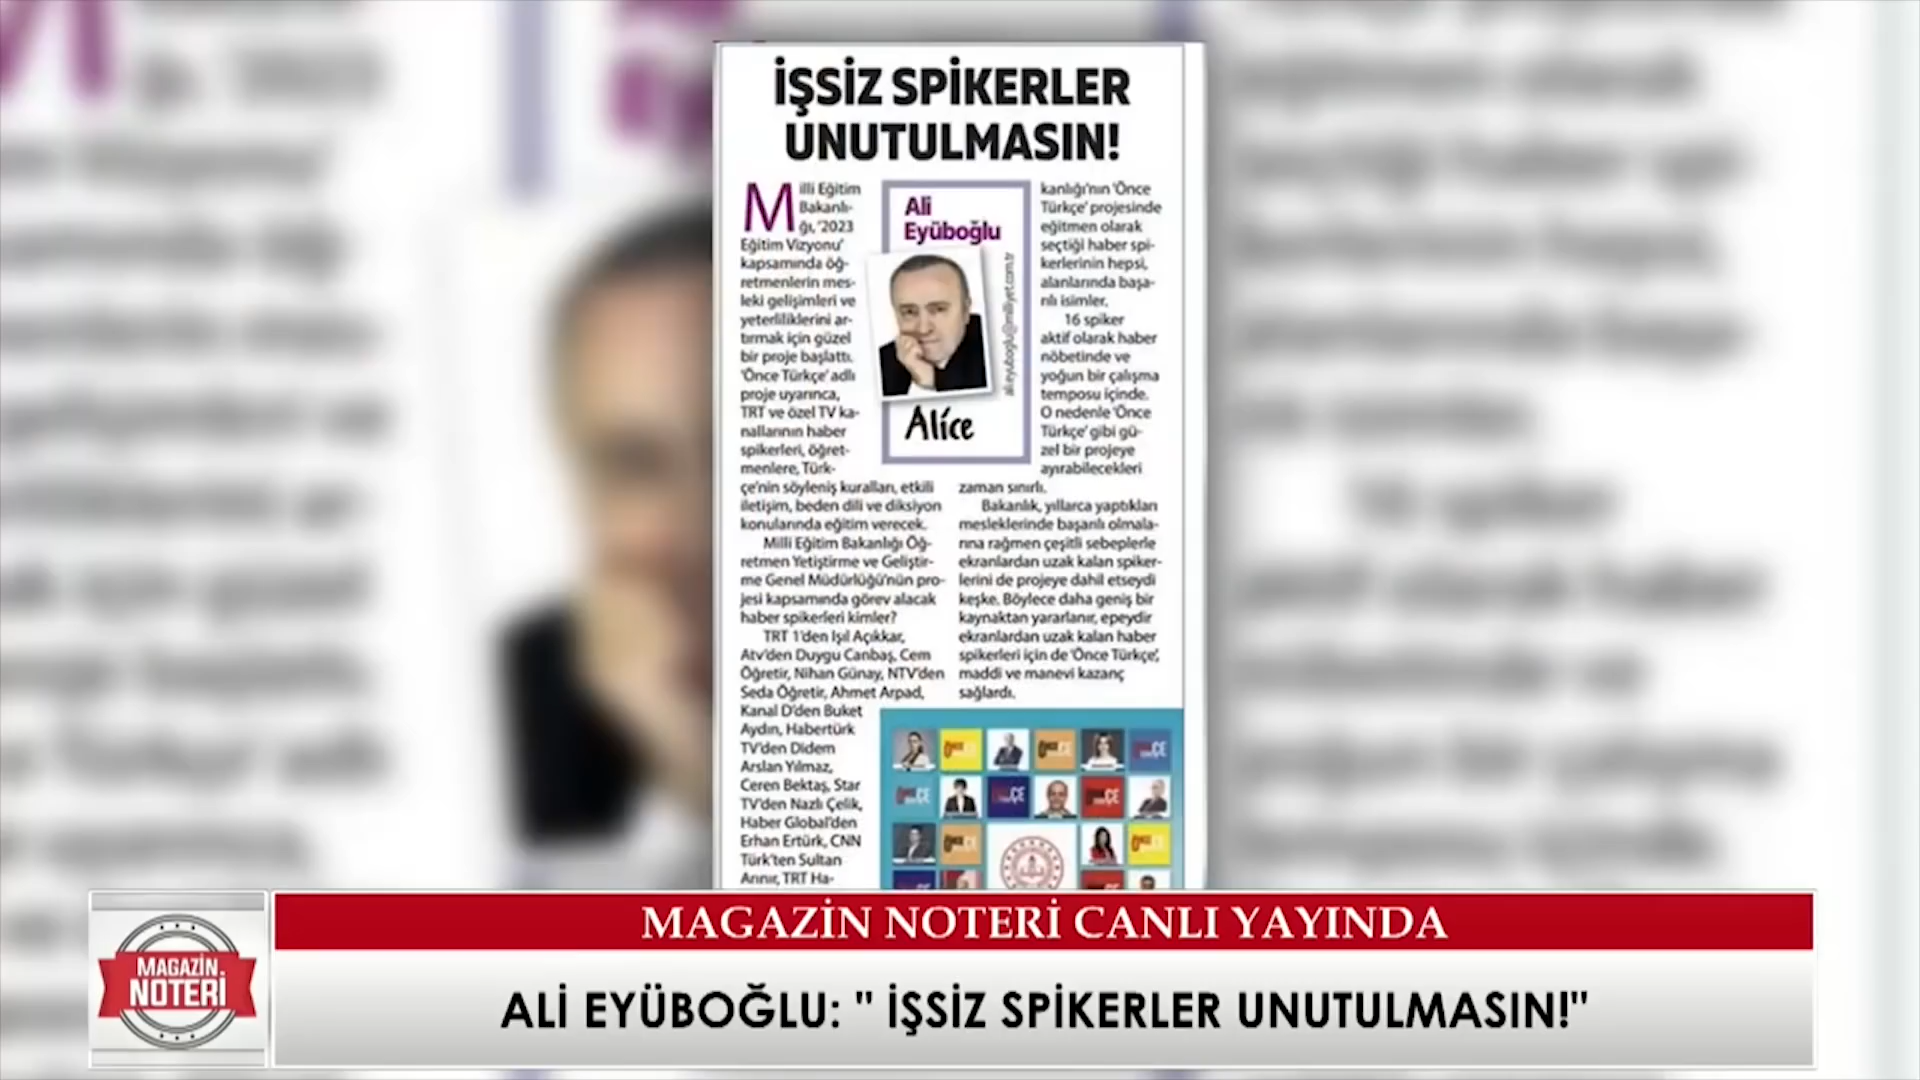 İŞSİZ SPİKERLER
UNUTULMASIN!
Milli Eğitim
Bakanlı-
ğı, '2023
Eğitim Vizyonu'
kapsamında öğ-
retmenlerin mes-
leki gelişimleri ve
yeterliliklerini ar-
tırmak için güzel
bir proje başlattı.
'Önce Türkçe' adlı
proje uyarınca,
TRT ve özel TV ka-
nallarının haber
spikerleri, öğret-
menlere, Türk-
çe'nin söyleniş kuralları, etkili
iletişim, beden dili ve diksiyon
konularında eğitim verecek.
Milli Eğitim Bakanlığı Öğ-
retmen Yetiştirme ve Geliştir-
me Genel Müdürlüğü'nün pro-
jesi kapsamında görev alacak
haber spikerleri kimler?
TRT 1'den Işıl Açıkkar,
Atv'den Duygu Canbaş, Cem
Öğretir, Nihan Günay, NTV'den
Seda Öğretir, Ahmet Arpad,
Kanal D'den Buket
Aydın, Habertürk
TV'den Didem
Arslan Yılmaz,
Ceren Bektaş, Star
TV'den Nazlı Çelik,
Haber Global'den
Erhan Ertürk, CNN
Türk'ten Sultan
Arınır, TRT Ha-
Ali
Eyüboğlu
ali.eyuboglu@milliyet.com.tr
Alice
kanlığı'nın 'Önce
Türkçe' projesinde
eğitmen olarak
seçtiği haber spi-
kerlerinin hepsi,
alanlarında başa-
rılı isimler.
16 spiker
aktif olarak haber
nöbetinde ve
yoğun bir çalışma
temposu içinde.
O nedenle 'Önce
Türkçe' gibi gü-
zel bir projeye
ayırabilecekleri
zaman sınırlı.
Bakanlık, yıllarca yaptıkları
mesleklerinde başarılı olmala-
rına rağmen çeşitli sebeplerle
ekranlardan uzak kalan spiker-
lerini de projeye dahil etseydi
keşke. Böylece daha geniş bir
kaynaktan yararlanır, epeydir
ekranlardan uzak kalan haber
spikerleri için de 'Önce Türkçe',
maddi ve manevi kazanç
sağlardı.
MAGAZİN NOTERİ CANLI YAYINDA
MAGAZİN
NOTERİ
ALİ EYÜBOĞLU: " İŞSİZ SPİKERLER UNUTULMASIN!"